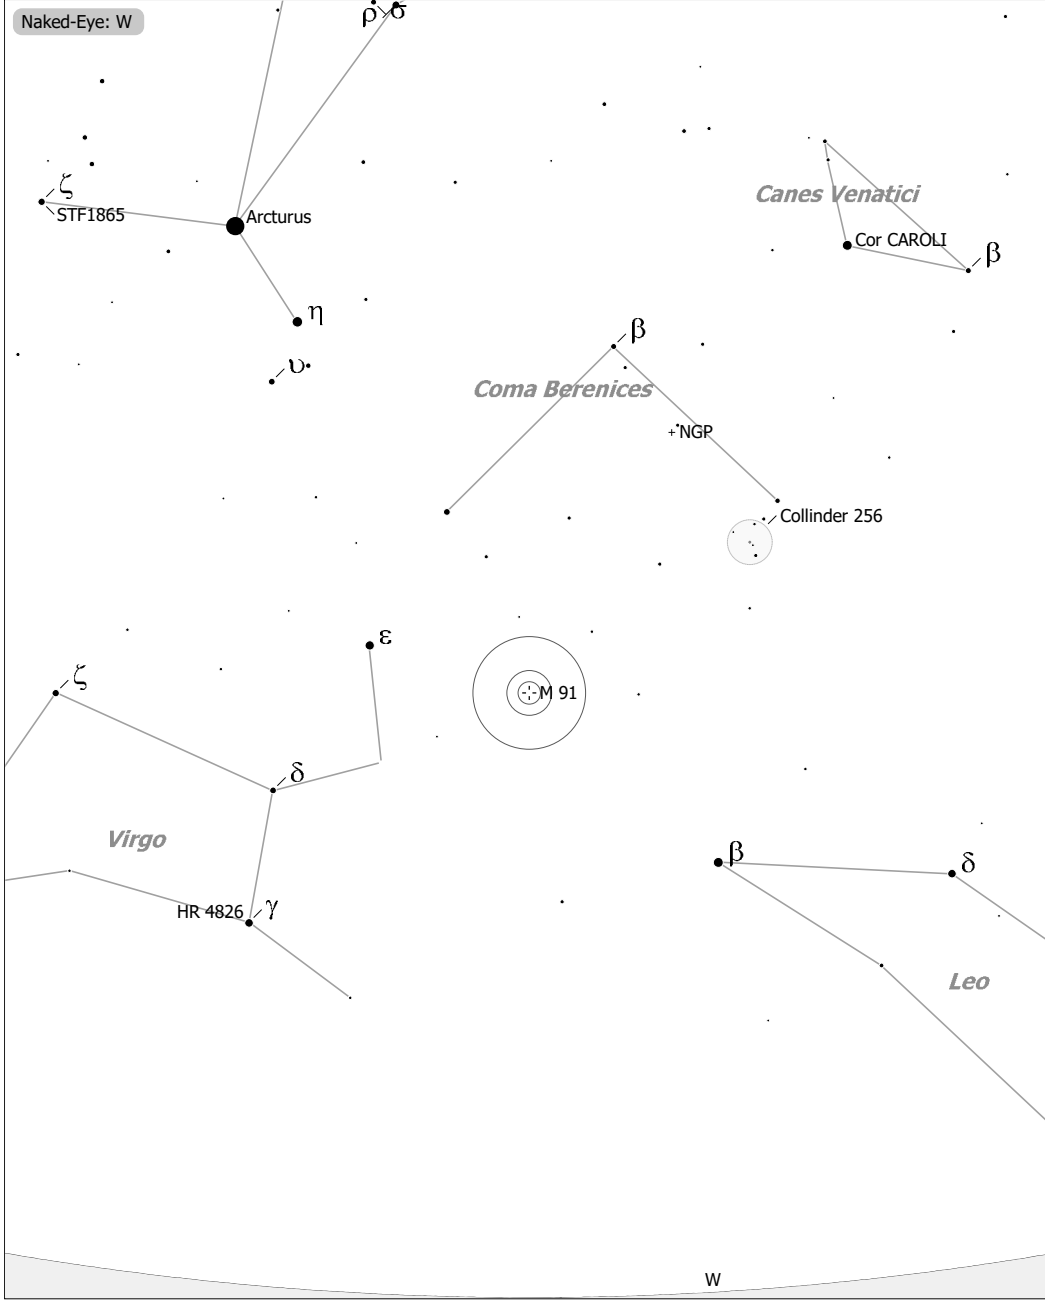 Naked-Eye: W
ρ σ
ζ
STF1865
Arcturus
Canes Venatici
Cor CAROLI
β
η
β
υ
Coma Berenices
+NGP
Collinder 256
ε
ζ
M 91
δ
Virgo
β
δ
HR 4826
γ
Leo
W